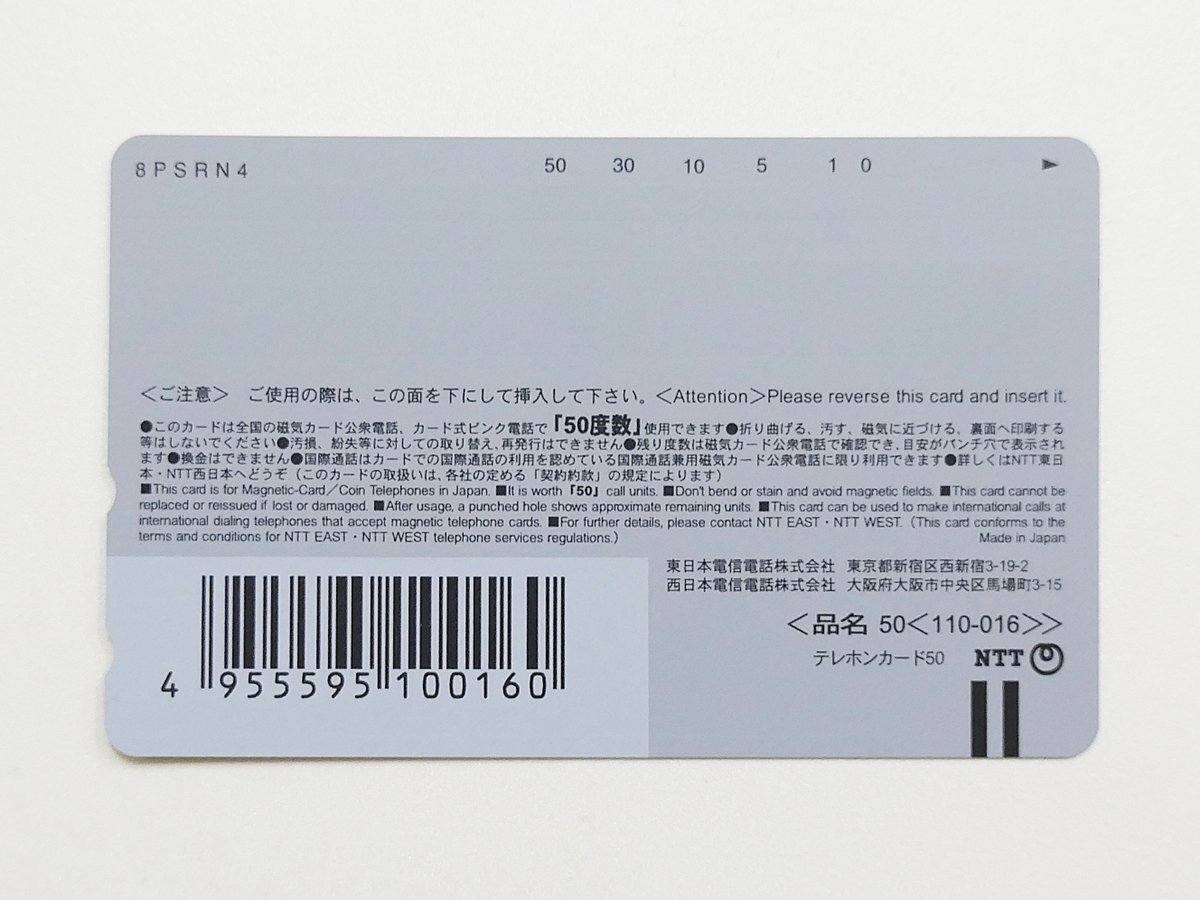 8PSRN4 50 30 10 5 1 0 ▶
＜ご注意＞ ご使用の際は、この面を下にして挿入して下さい。＜Attention＞Please reverse this card and insert it.
●このカードは全国の磁気カード公衆電話、カード式ピンク電話で『50度数』使用できます●折り曲げる、汚す、磁気に近づける、裏面へ印刷する
等はしないでください●汚損、紛失等に対しての取り替え、再発行はできません●残り度数は磁気カード公衆電話で確認でき、目安がパンチ穴で表示され
ます●換金はできません●国際通話はカードでの国際通話の利用を認めている国際通話兼用磁気カード公衆電話に限り利用できます●詳しくはNTT東日
本・NTT西日本へどうぞ（このカードの取扱いは、各社の定める「契約約款」の規定によります）
■This card is for Magnetic-Card／Coin Telephones in Japan. ■It is worth『50』call units. ■Don't bend or stain and avoid magnetic fields. ■This card cannot be
replaced or reissued if lost or damaged. ■After usage, a punched hole shows approximate remaining units. ■This card can be used to make international calls at
international dialing telephones that accept magnetic telephone cards. ■For further details, please contact NTT EAST・NTT WEST.（This card conforms to the
terms and conditions for NTT EAST・NTT WEST telephone services regulations.） Made in Japan
東日本電信電話株式会社 東京都新宿区西新宿3-19-2
西日本電信電話株式会社 大阪府大阪市中央区馬場町3-15
＜品名 50＜110-016＞＞
テレホンカード50 NTT
4 955595 100160